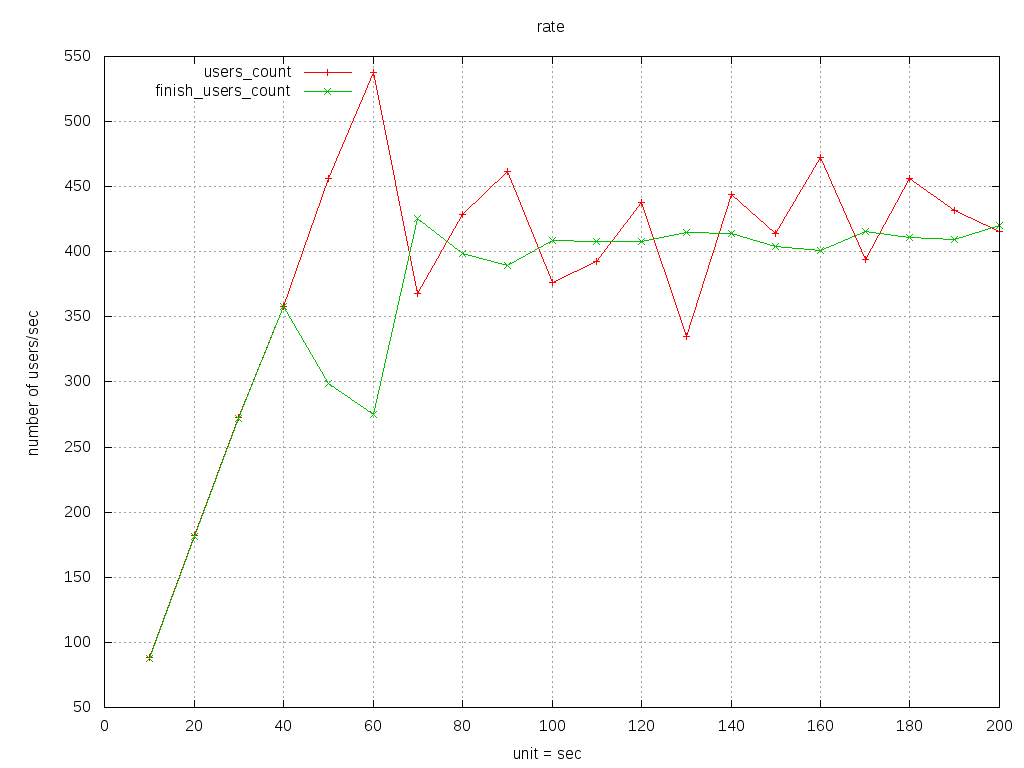 rate
users_count
finish_users_count
550
500
450
400
350
300
250
200
150
100
50
number of users/sec
0 20 40 60 80 100 120 140 160 180 200
unit = sec